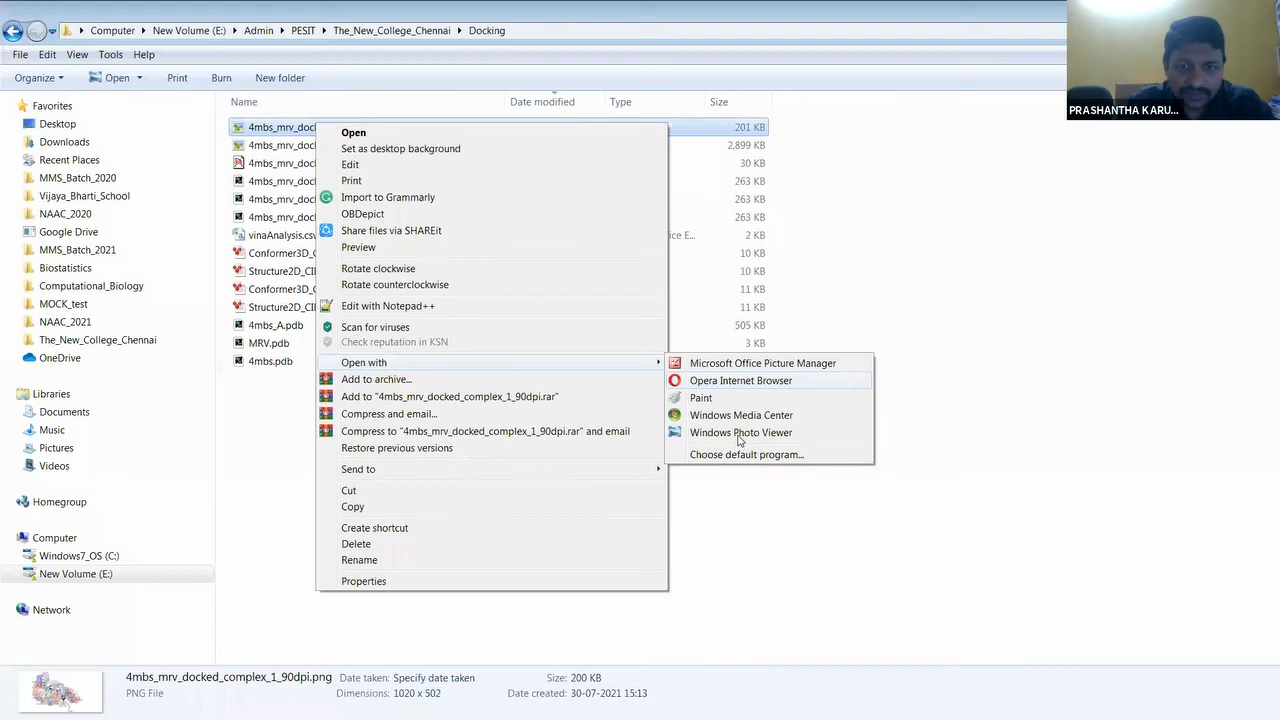 Computer
New Volume (E:)
Admin
PESIT
The_New_College_Chennai
Docking
File Edit View Tools Help
Organize Open Print Burn New folder
PRASHANTHA KARU...
Name Date modified Type Size
Favorites
Desktop
Downloads
Recent Places
MMS_Batch_2020
Vijaya_Bharti_School
NAAC_2020
Google Drive
MMS_Batch_2021
Biostatistics
Computational_Biology
MOCK_test
NAAC_2021
The_New_College_Chennai
OneDrive
Libraries
Documents
Music
Pictures
Videos
Homegroup
Computer
Windows7_OS (C:)
New Volume (E:)
Network
4mbs_mrv_doc 201 KB
4mbs_mrv_doc 2,899 KB
4mbs_mrv_doc 30 KB
4mbs_mrv_doc 263 KB
4mbs_mrv_doc 263 KB
4mbs_mrv_doc 263 KB
vinaAnalysis.csv ice E... 2 KB
Conformer3D_C 10 KB
Structure2D_CID 10 KB
Conformer3D_C 11 KB
Structure2D_CID 11 KB
4mbs_A.pdb 505 KB
MRV.pdb 3 KB
4mbs.pdb
Open
Set as desktop background
Edit
Print
Import to Grammarly
OBDepict
Share files via SHAREit
Preview
Rotate clockwise
Rotate counterclockwise
Edit with Notepad++
Scan for viruses
Check reputation in KSN
Open with
Add to archive...
Add to "4mbs_mrv_docked_complex_1_90dpi.rar"
Compress and email...
Compress to "4mbs_mrv_docked_complex_1_90dpi.rar" and email
Restore previous versions
Send to
Cut
Copy
Create shortcut
Delete
Rename
Properties
Microsoft Office Picture Manager
Opera Internet Browser
Paint
Windows Media Center
Windows Photo Viewer
Choose default program...
4mbs_mrv_docked_complex_1_90dpi.png Date taken: Specify date taken Size: 200 KB
PNG File Dimensions: 1020 x 502 Date created: 30-07-2021 15:13